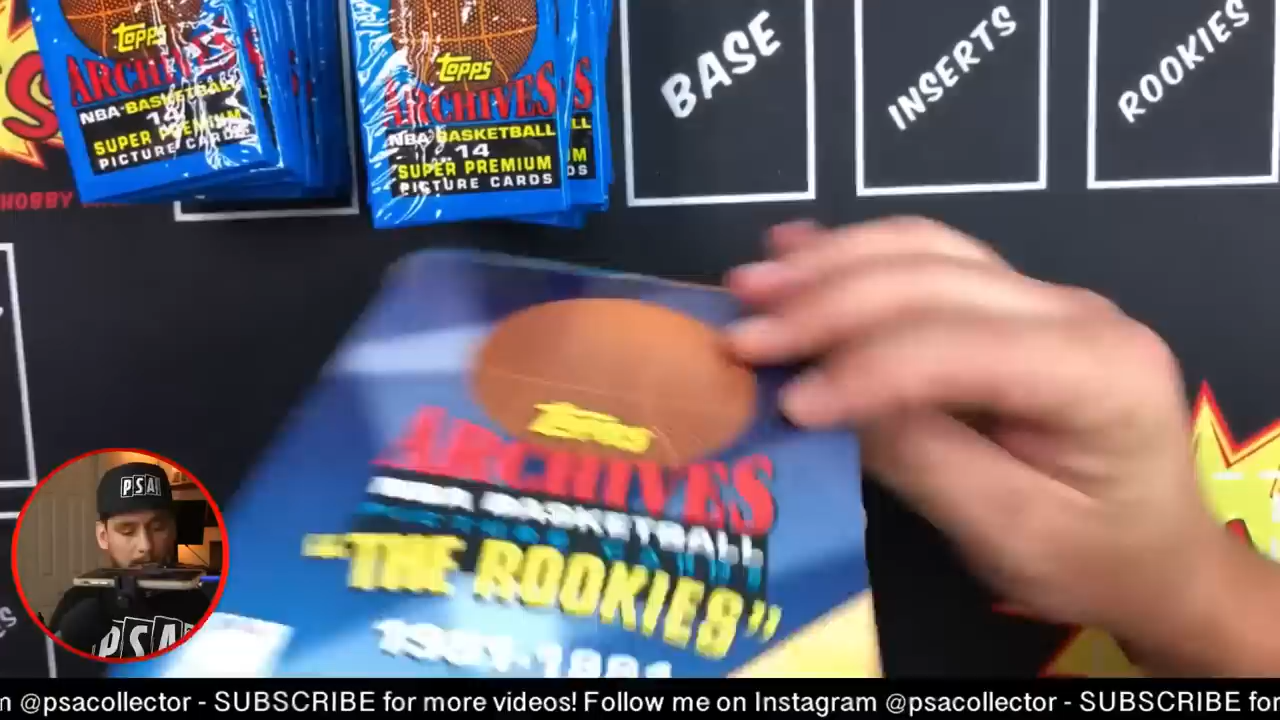 TOPPS
ARCHIVES
NBA BASKETBALL
14
SUPER PREMIUM
PICTURE CARDS
TOPPS
ARCHIVES
NBA BASKETBALL
14
SUPER PREMIUM
PICTURE CARDS
BASE
INSERTS
ROOKIES
HOBBY
TOPPS
ARCHIVES
NBA BASKETBALL
"THE ROOKIES"
PSA
PSA
@psacollector - SUBSCRIBE for more videos! Follow me on Instagram @psacollector - SUBSCRIBE for